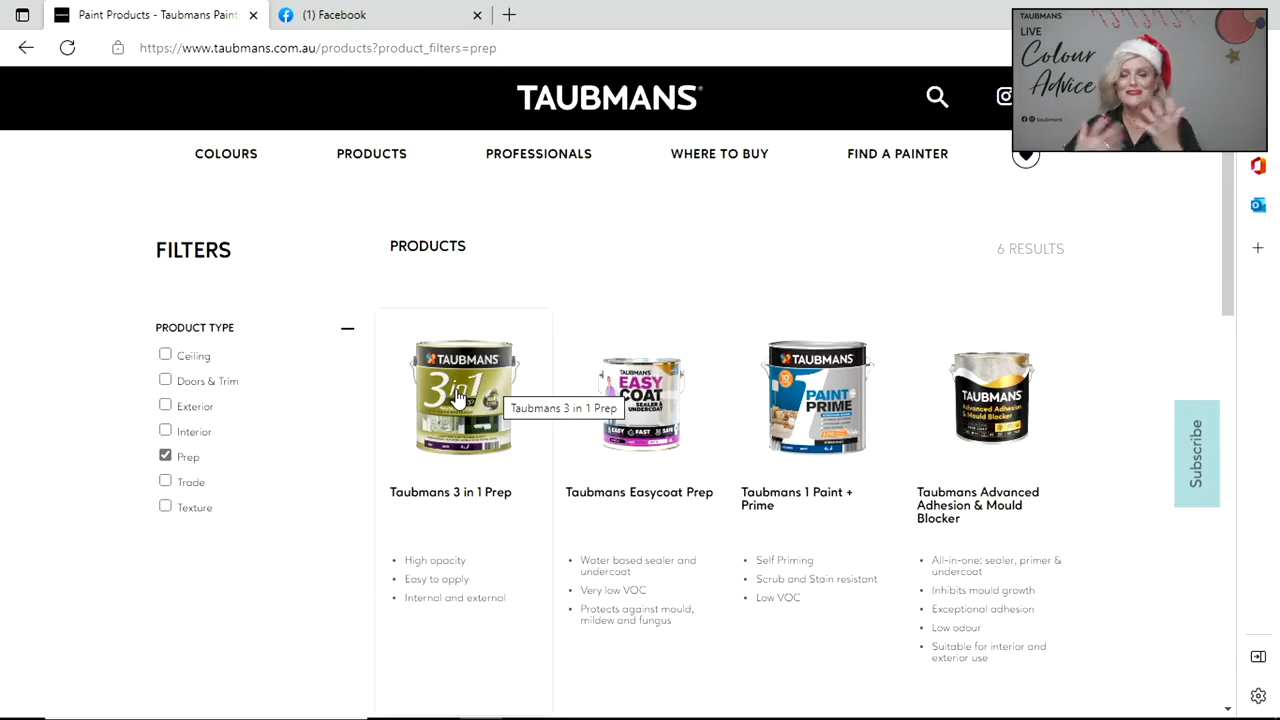 Paint Products - Taubmans Paint
(1) Facebook
https://www.taubmans.com.au/products?product_filters=prep
TAUBMANS
TAUBMANS
LIVE
Colour
Advice
taubmans
COLOURS
PRODUCTS
PROFESSIONALS
WHERE TO BUY
FIND A PAINTER
FILTERS
PRODUCTS
6 RESULTS
PRODUCT TYPE
Ceiling
Doors & Trim
Exterior
Interior
Prep
Trade
Texture
TAUBMANS
3in1
Taubmans 3 in 1 Prep
TAUBMANS
EASY
COAT
SEALER &
UNDERCOAT
EASY FAST SAFE
TAUBMANS
PAINT+
PRIME
TAUBMANS
Advanced Adhesion
& Mould Blocker
Subscribe
Taubmans 3 in 1 Prep
High opacity
Easy to apply
Internal and external
Taubmans Easycoat Prep
Water based sealer and
undercoat
Very low VOC
Protects against mould,
mildew and fungus
Taubmans 1 Paint +
Prime
Self Priming
Scrub and Stain resistant
Low VOC
Taubmans Advanced
Adhesion & Mould
Blocker
All-in-one: sealer, primer &
undercoat
Inhibits mould growth
Exceptional adhesion
Low odour
Suitable for interior and
exterior use